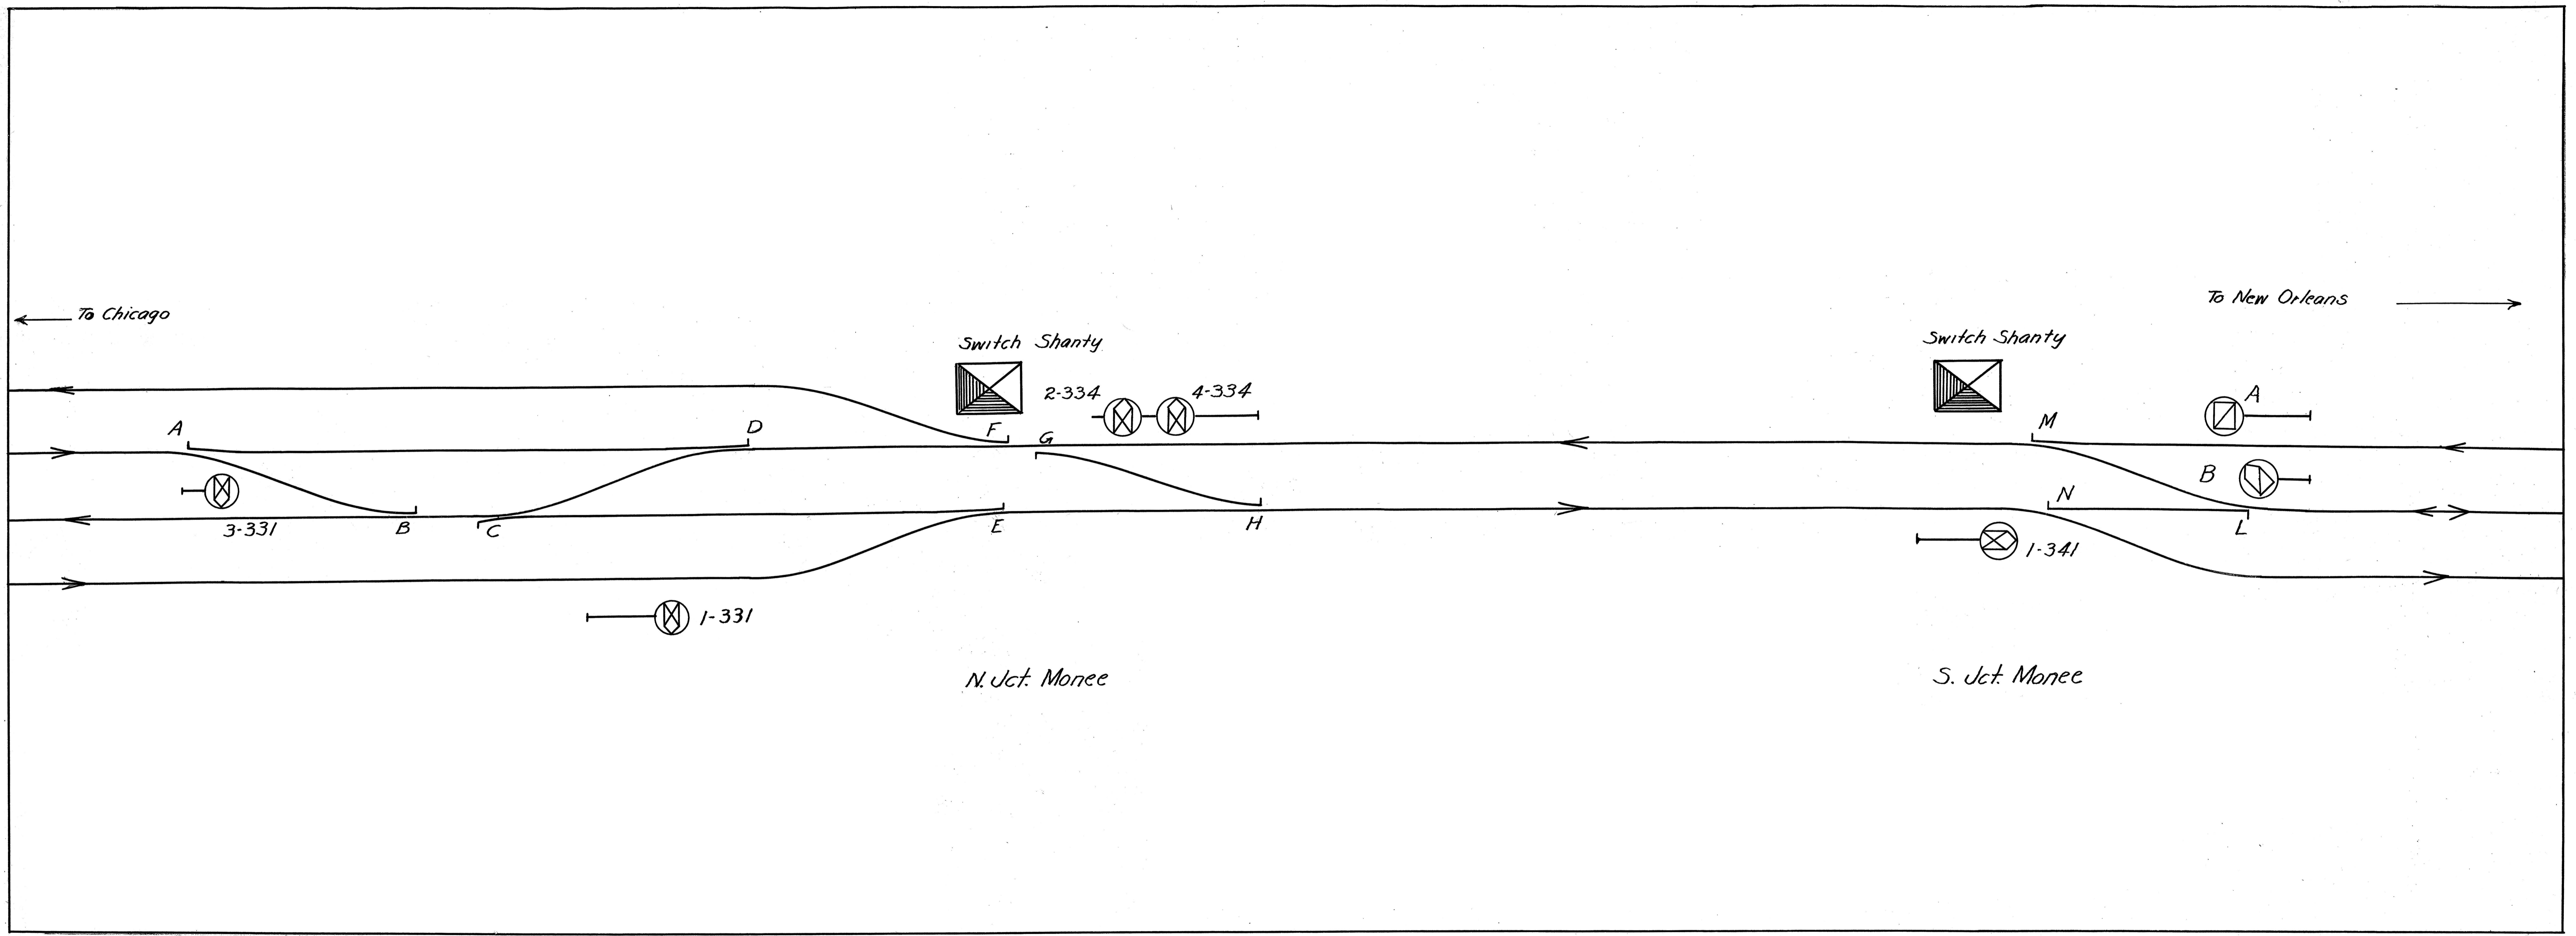 To New Orleans
To Chicago
Switch Shanty
Switch Shanty
2-334
4-334
A
A
D
F
G
M
B
N
3-331
B
C
E
H
L
1-341
1-331
N. Jct. Monee
S. Jct. Monee